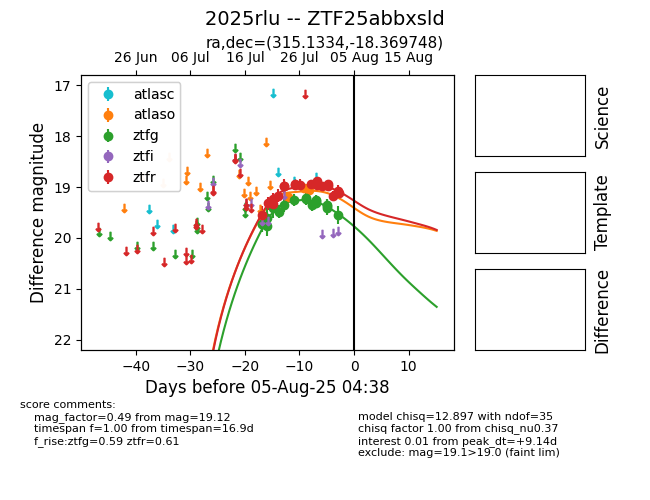 2025rlu -- ZTF25abbxsld
ra,dec=(315.1334,-18.369748)
26 Jun 06 Jul 16 Jul 26 Jul 05 Aug 15 Aug
atlasc
atlaso
ztfg
ztfi
ztfr
17
18
19
20
21
22
Difference magnitude
−40 −30 −20 −10 0 10
Days before 05-Aug-25 04:38
Science
Template
Difference
score comments:
mag_factor=0.49 from mag=19.12
timespan f=1.00 from timespan=16.9d
f_rise:ztfg=0.59 ztfr=0.61
model chisq=12.897 with ndof=35
chisq factor 1.00 from chisq_nu0.37
interest 0.01 from peak_dt=+9.14d
exclude: mag=19.1>19.0 (faint lim)